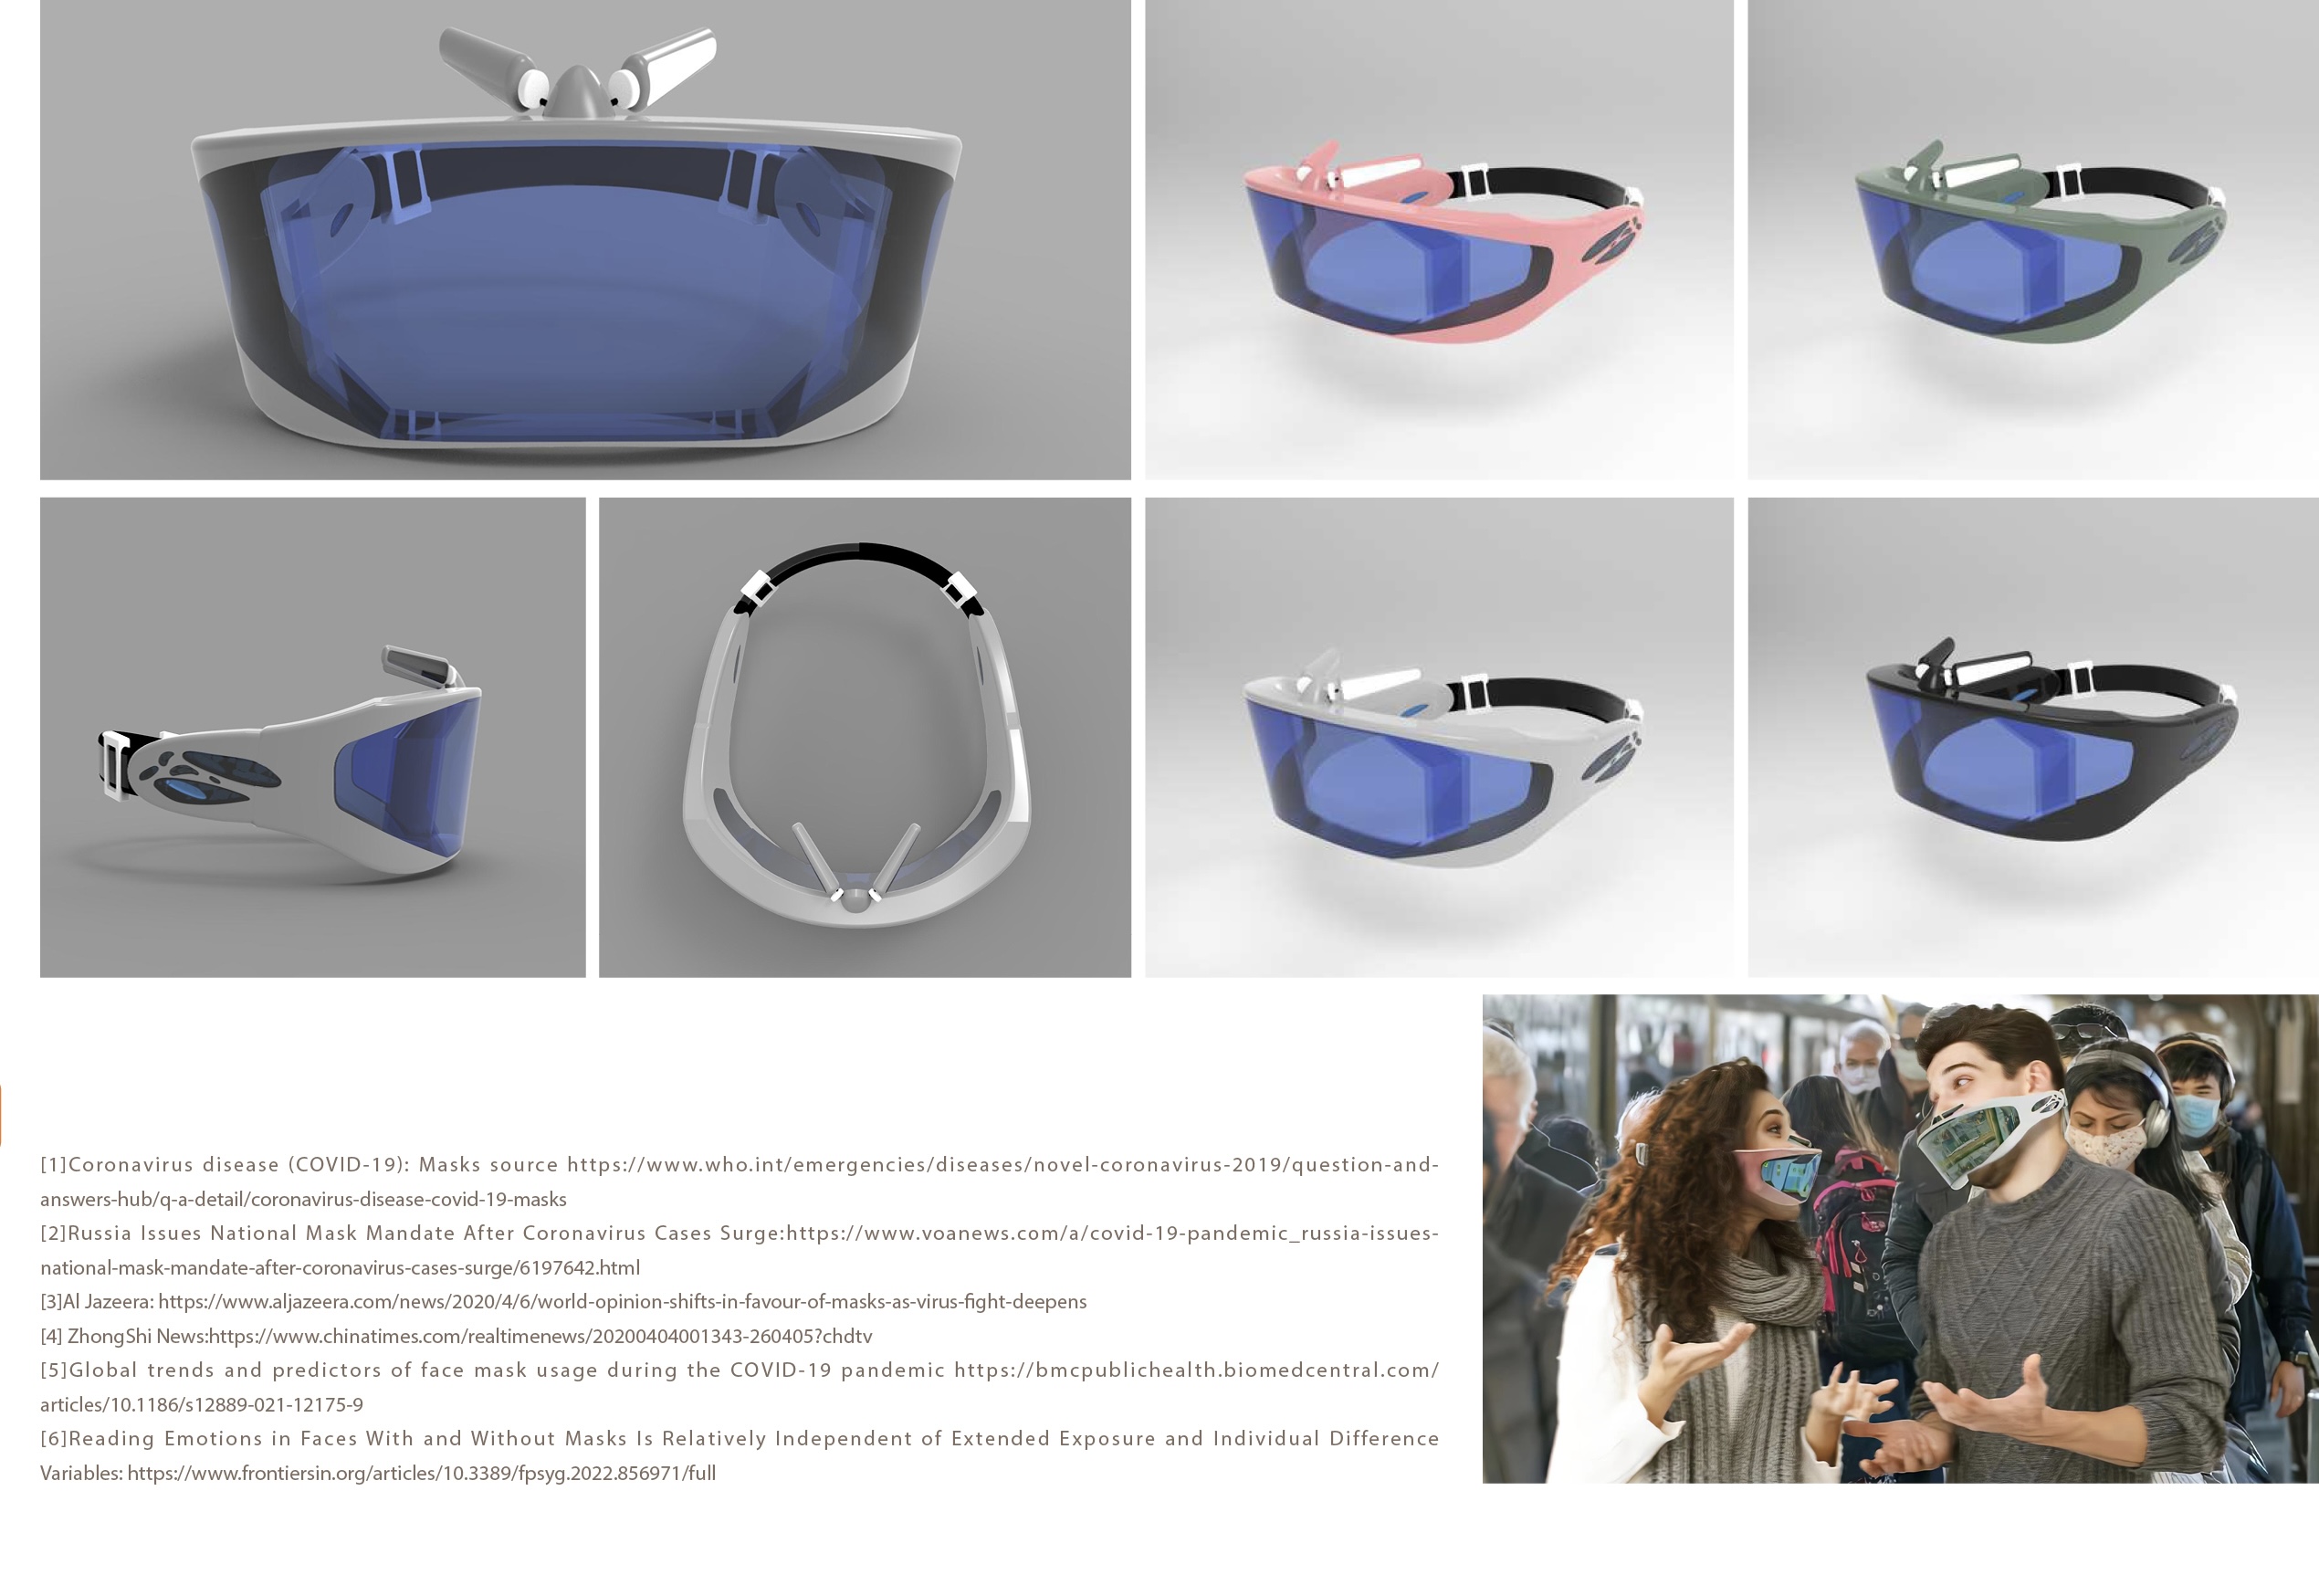 [1]Coronavirus disease (COVID-19): Masks source https://www.who.int/emergencies/diseases/novel-coronavirus-2019/question-and-
answers-hub/q-a-detail/coronavirus-disease-covid-19-masks
[2]Russia Issues National Mask Mandate After Coronavirus Cases Surge:https://www.voanews.com/a/covid-19-pandemic_russia-issues-
national-mask-mandate-after-coronavirus-cases-surge/6197642.html
[3]Al Jazeera: https://www.aljazeera.com/news/2020/4/6/world-opinion-shifts-in-favour-of-masks-as-virus-fight-deepens
[4] ZhongShi News:https://www.chinatimes.com/realtimenews/20200404001343-260405?chdtv
[5]Global trends and predictors of face mask usage during the COVID-19 pandemic https://bmcpublichealth.biomedcentral.com/
articles/10.1186/s12889-021-12175-9
[6]Reading Emotions in Faces With and Without Masks Is Relatively Independent of Extended Exposure and Individual Difference
Variables: https://www.frontiersin.org/articles/10.3389/fpsyg.2022.856971/full